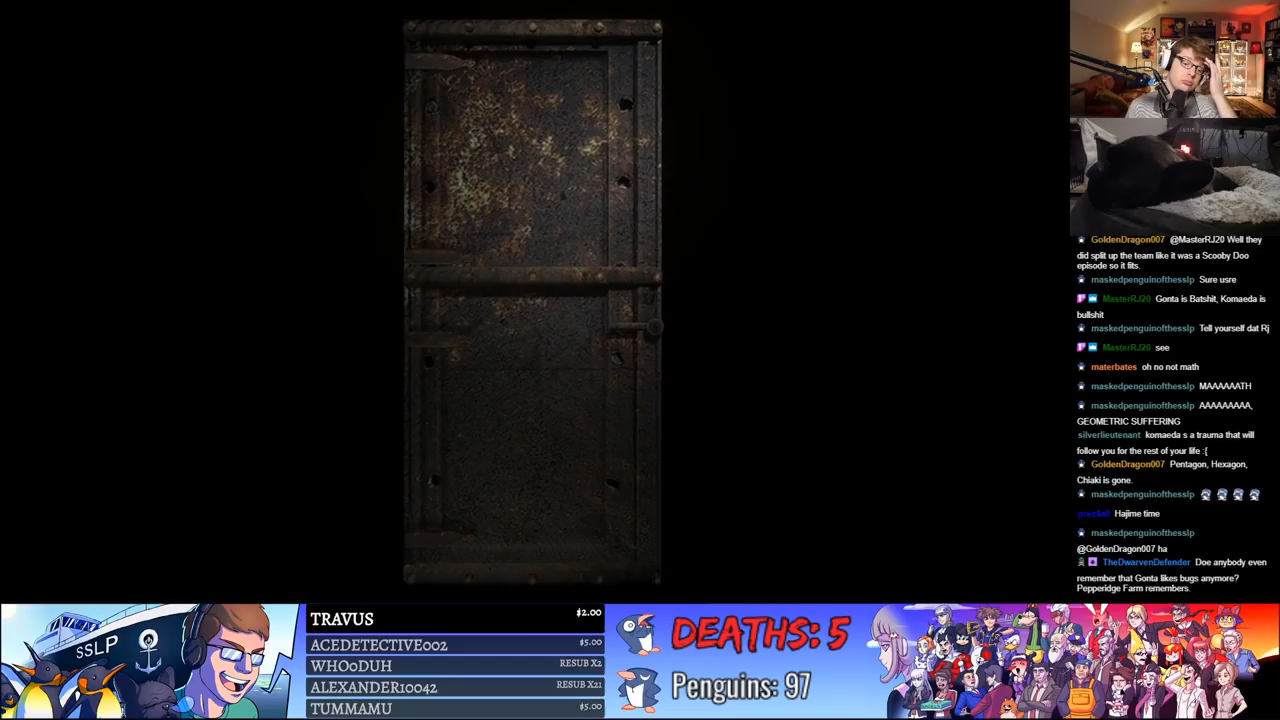 GoldenDragon007 @MasterRJ20 Well they
did split up the team like it was a Scooby Doo
episode so it fits.
maskedpenguinofthesslp Sure usre
MasterRJ20 Gonta is Batshit, Komaeda is
bullshit
maskedpenguinofthesslp Tell yourself dat Rj
MasterRJ20 see
materbates oh no not math
maskedpenguinofthesslp MAAAAAATH
maskedpenguinofthesslp AAAAAAAAA,
GEOMETRIC SUFFERING
silverlieutenant komaeda s a trauma that will
follow you for the rest of your life :{
GoldenDragon007 Pentagon, Hexagon,
Chiaki is gone.
maskedpenguinofthesslp
Hajime time
maskedpenguinofthesslp
@GoldenDragon007 ha
TheDwarvenDefender Doe anybody even
remember that Gonta likes bugs anymore?
Pepperidge Farm remembers.
SSLP
TRAVUS $2.00
ACEDETECTIVE002 $5.00
WHO0DUH RESUB X2
ALEXANDER10042 RESUB X21
TUMMAMU $5.00
DEATHS: 5
Penguins: 97